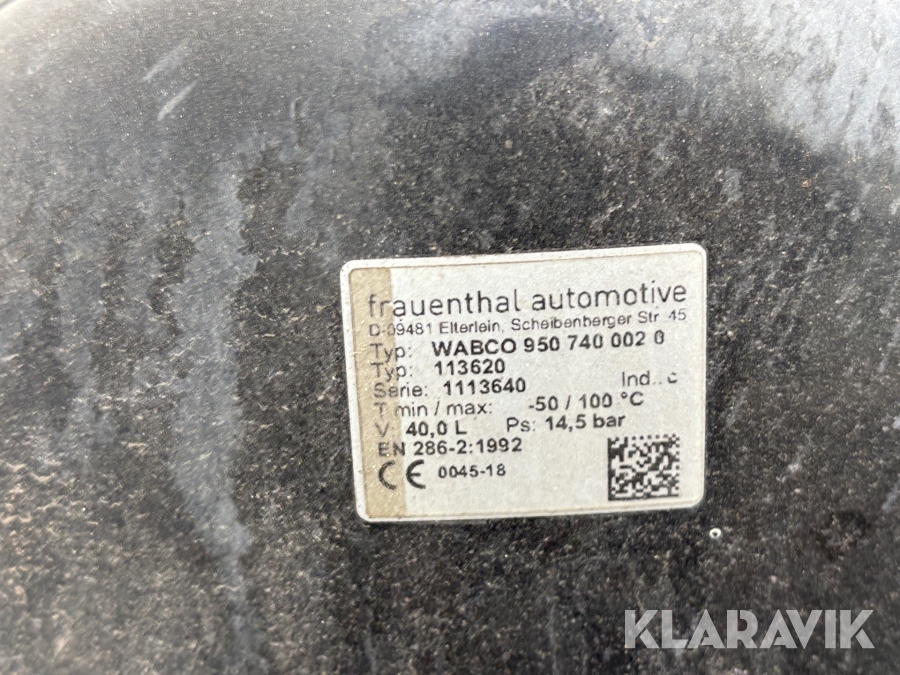 frauenthal automotive
D-09481 Elterlein, Scheibenberger Str. 45
Typ: WABCO 950 740 002 0
Typ: 113620
Serie: 1113640 Ind.: c
T min / max: -50 / 100 °C
V: 40,0 L Ps: 14,5 bar
EN 286-2:1992
CE 0045-18
KLARAVIK